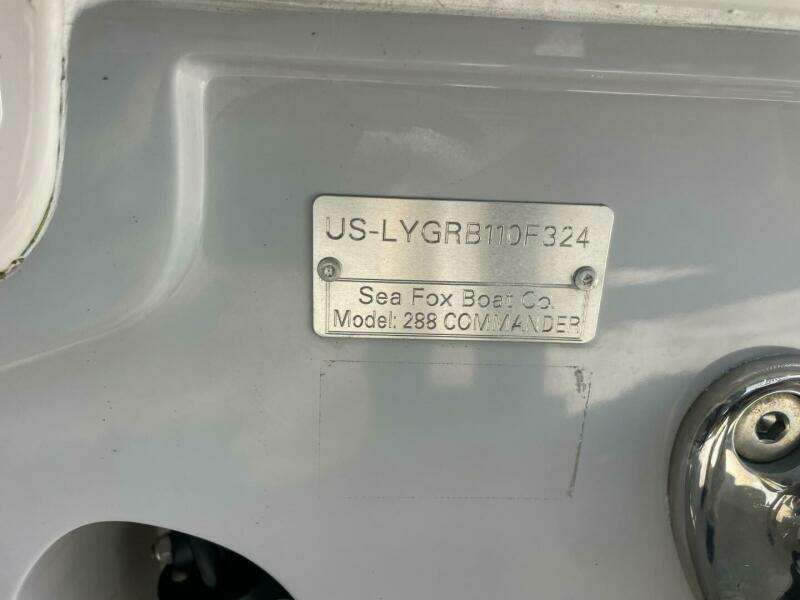 US-LYGRB110F324
Sea Fox Boat Co.
Model: 288 COMMANDER